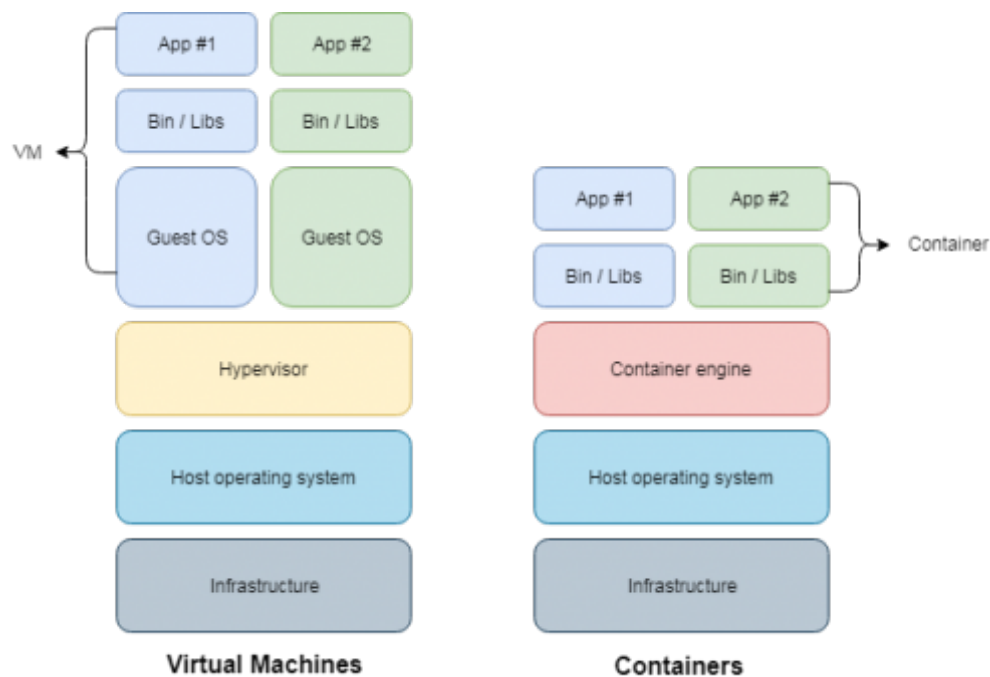 App #1
App #2
Bin / Libs
Bin / Libs
VM
Guest OS
Guest OS
Hypervisor
Host operating system
Infrastructure
Virtual Machines
App #1
App #2
Bin / Libs
Bin / Libs
Container
Container engine
Host operating system
Infrastructure
Containers